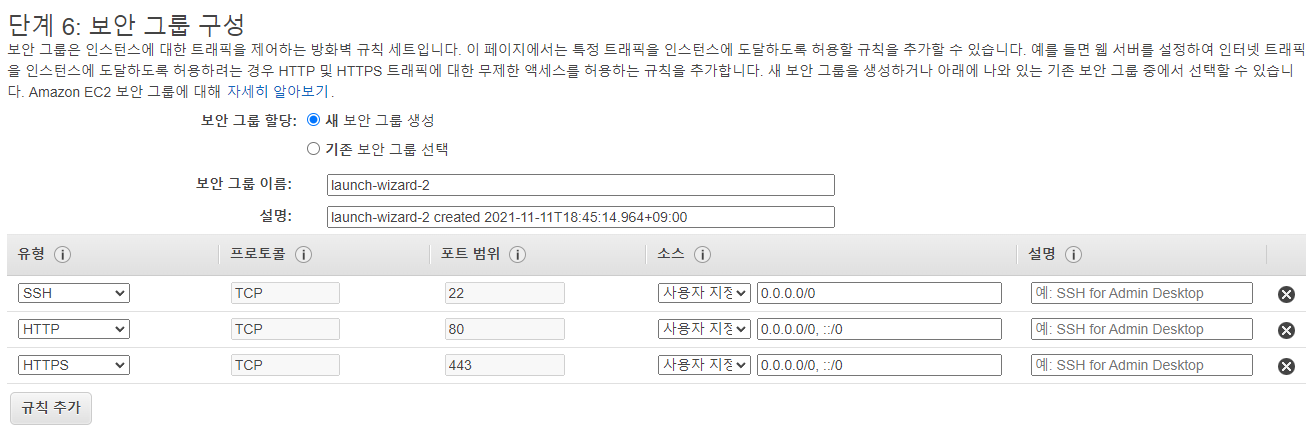 단계 6: 보안 그룹 구성
보안 그룹은 인스턴스에 대한 트래픽을 제어하는 방화벽 규칙 세트입니다. 이 페이지에서는 특정 트래픽을 인스턴스에 도달하도록 허용할 규칙을 추가할 수 있습니다. 예를 들면 웹 서버를 설정하여 인터넷 트래픽
을 인스턴스에 도달하도록 허용하려는 경우 HTTP 및 HTTPS 트래픽에 대한 무제한 액세스를 허용하는 규칙을 추가합니다. 새 보안 그룹을 생성하거나 아래에 나와 있는 기존 보안 그룹 중에서 선택할 수 있습니
다. Amazon EC2 보안 그룹에 대해 자세히 알아보기.
보안 그룹 할당: 새 보안 그룹 생성
기존 보안 그룹 선택
보안 그룹 이름: launch-wizard-2
설명: launch-wizard-2 created 2021-11-11T18:45:14.964+09:00
유형 i 프로토콜 i 포트 범위 i 소스 i 설명 i
SSH TCP 22 사용자 지정 0.0.0.0/0 예: SSH for Admin Desktop
HTTP TCP 80 사용자 지정 0.0.0.0/0, ::/0 예: SSH for Admin Desktop
HTTPS TCP 443 사용자 지정 0.0.0.0/0, ::/0 예: SSH for Admin Desktop
규칙 추가